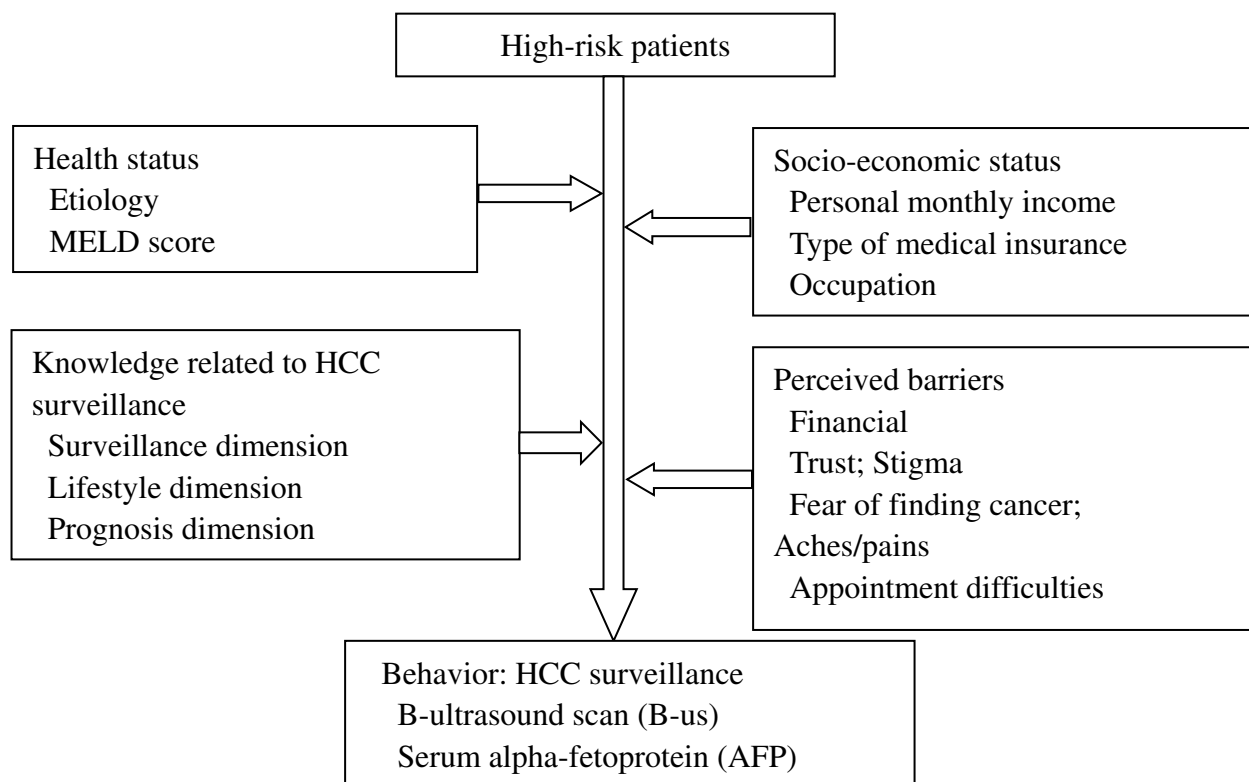 High-risk patients
Health status
Etiology
MELD score
Socio-economic status
Personal monthly income
Type of medical insurance
Occupation
Knowledge related to HCC
surveillance
Surveillance dimension
Lifestyle dimension
Prognosis dimension
Perceived barriers
Financial
Trust; Stigma
Fear of finding cancer;
Aches/pains
Appointment difficulties
Behavior: HCC surveillance
B-ultrasound scan (B-us)
Serum alpha-fetoprotein (AFP)